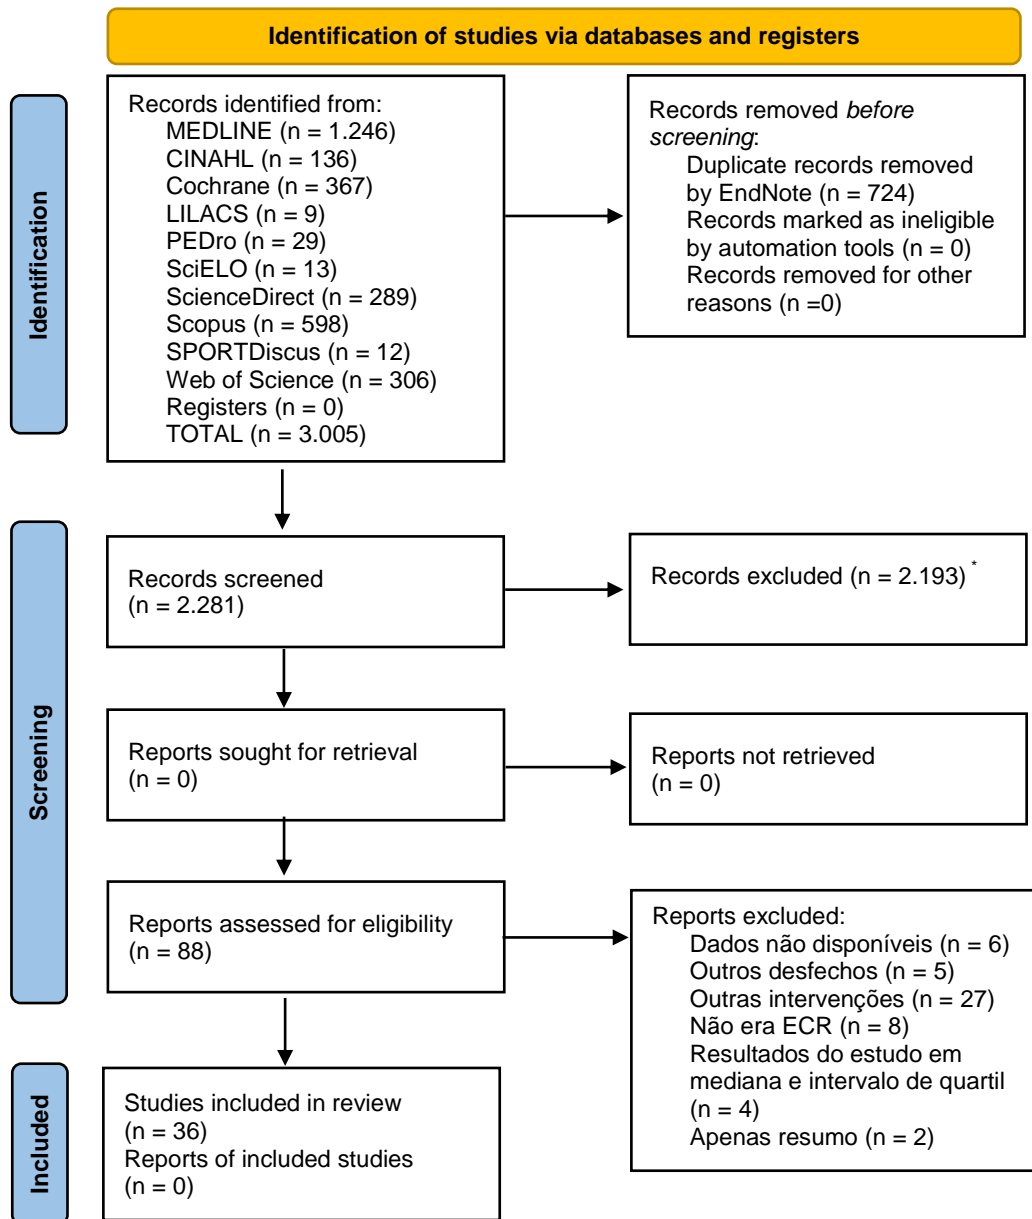 Identification of studies via databases and registers
Identification
Records identified from:
MEDLINE (n = 1.246)
CINAHL (n = 136)
Cochrane (n = 367)
LILACS (n = 9)
PEDro (n = 29)
SciELO (n = 13)
ScienceDirect (n = 289)
Scopus (n = 598)
SPORTDiscus (n = 12)
Web of Science (n = 306)
Registers (n = 0)
TOTAL (n = 3.005)
Records removed before
screening:
Duplicate records removed
by EndNote (n = 724)
Records marked as ineligible
by automation tools (n = 0)
Records removed for other
reasons (n =0)
Screening
Records screened
(n = 2.281)
Records excluded (n = 2.193) *
Reports sought for retrieval
(n = 0)
Reports not retrieved
(n = 0)
Reports assessed for eligibility
(n = 88)
Reports excluded:
Dados não disponíveis (n = 6)
Outros desfechos (n = 5)
Outras intervenções (n = 27)
Não era ECR (n = 8)
Resultados do estudo em
mediana e intervalo de quartil
(n = 4)
Apenas resumo (n = 2)
Included
Studies included in review
(n = 36)
Reports of included studies
(n = 0)